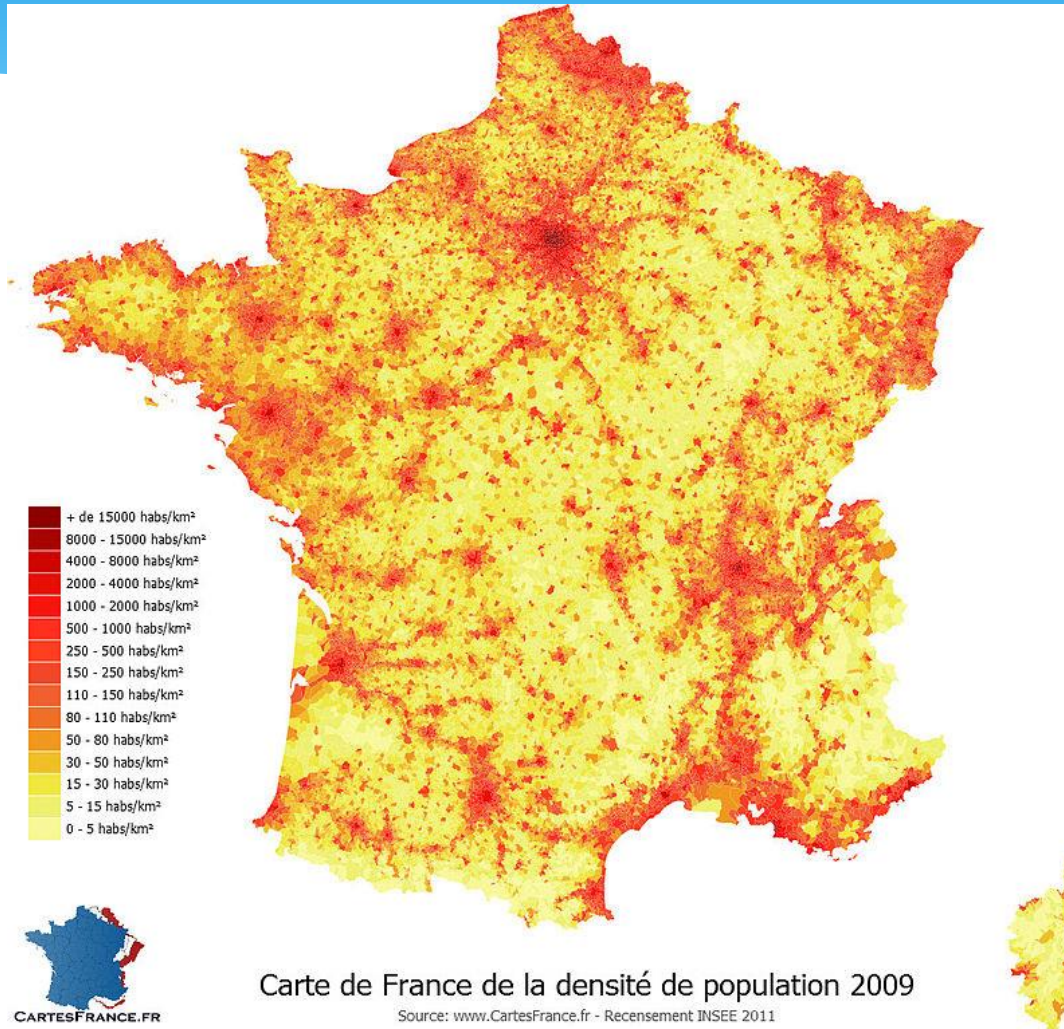 + de 15000 habs/km²
8000 - 15000 habs/km²
4000 - 8000 habs/km²
2000 - 4000 habs/km²
1000 - 2000 habs/km²
500 - 1000 habs/km²
250 - 500 habs/km²
150 - 250 habs/km²
110 - 150 habs/km²
80 - 110 habs/km²
50 - 80 habs/km²
30 - 50 habs/km²
15 - 30 habs/km²
5 - 15 habs/km²
0 - 5 habs/km²
CARTESFRANCE.FR
Carte de France de la densité de population 2009
Source: www.CartesFrance.fr - Recensement INSEE 2011